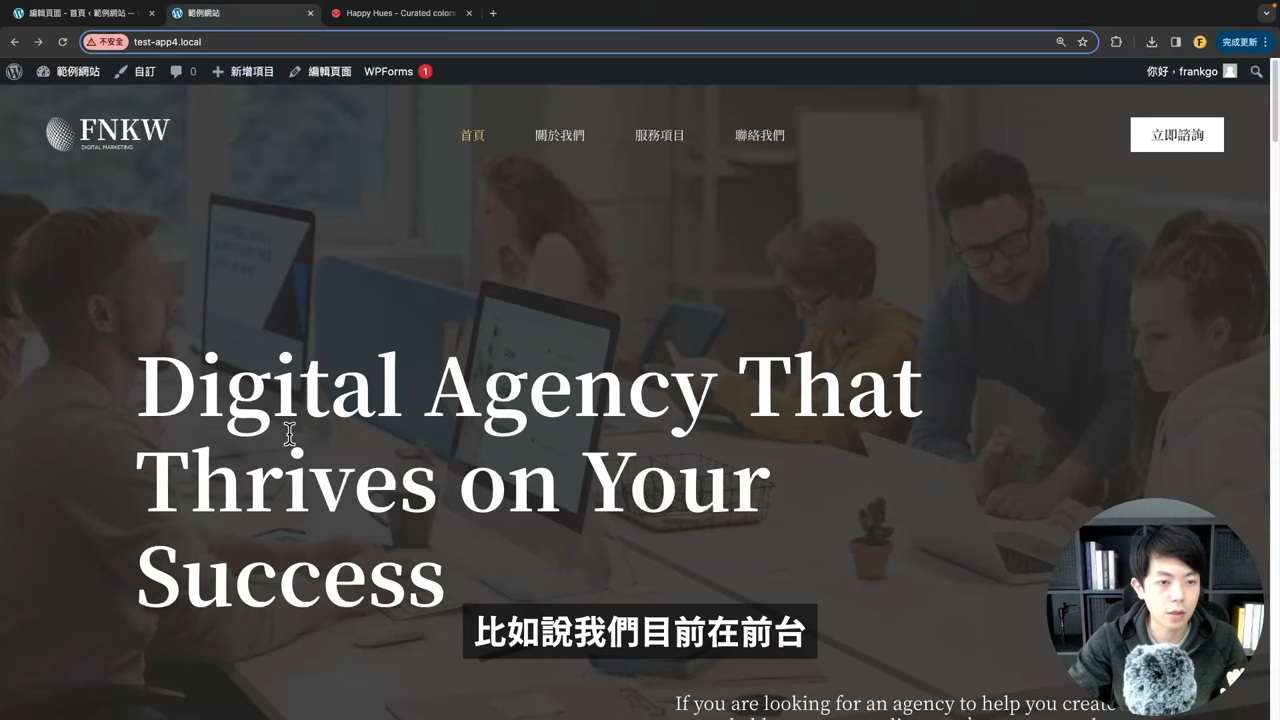 編輯頁面 - 首頁 ‹ 範例網站 —
範例網站
Happy Hues - Curated colors
不安全
test-app4.local
F
完成更新
範例網站
自訂
0
新增項目
編輯頁面
WPForms
1
你好，frankgo
FNKW
DIGITAL MARKETING
首頁
關於我們
服務項目
聯絡我們
立即諮詢
Digital Agency That
Thrives on Your
Success
比如說我們目前在前台
If you are looking for an agency to help you create